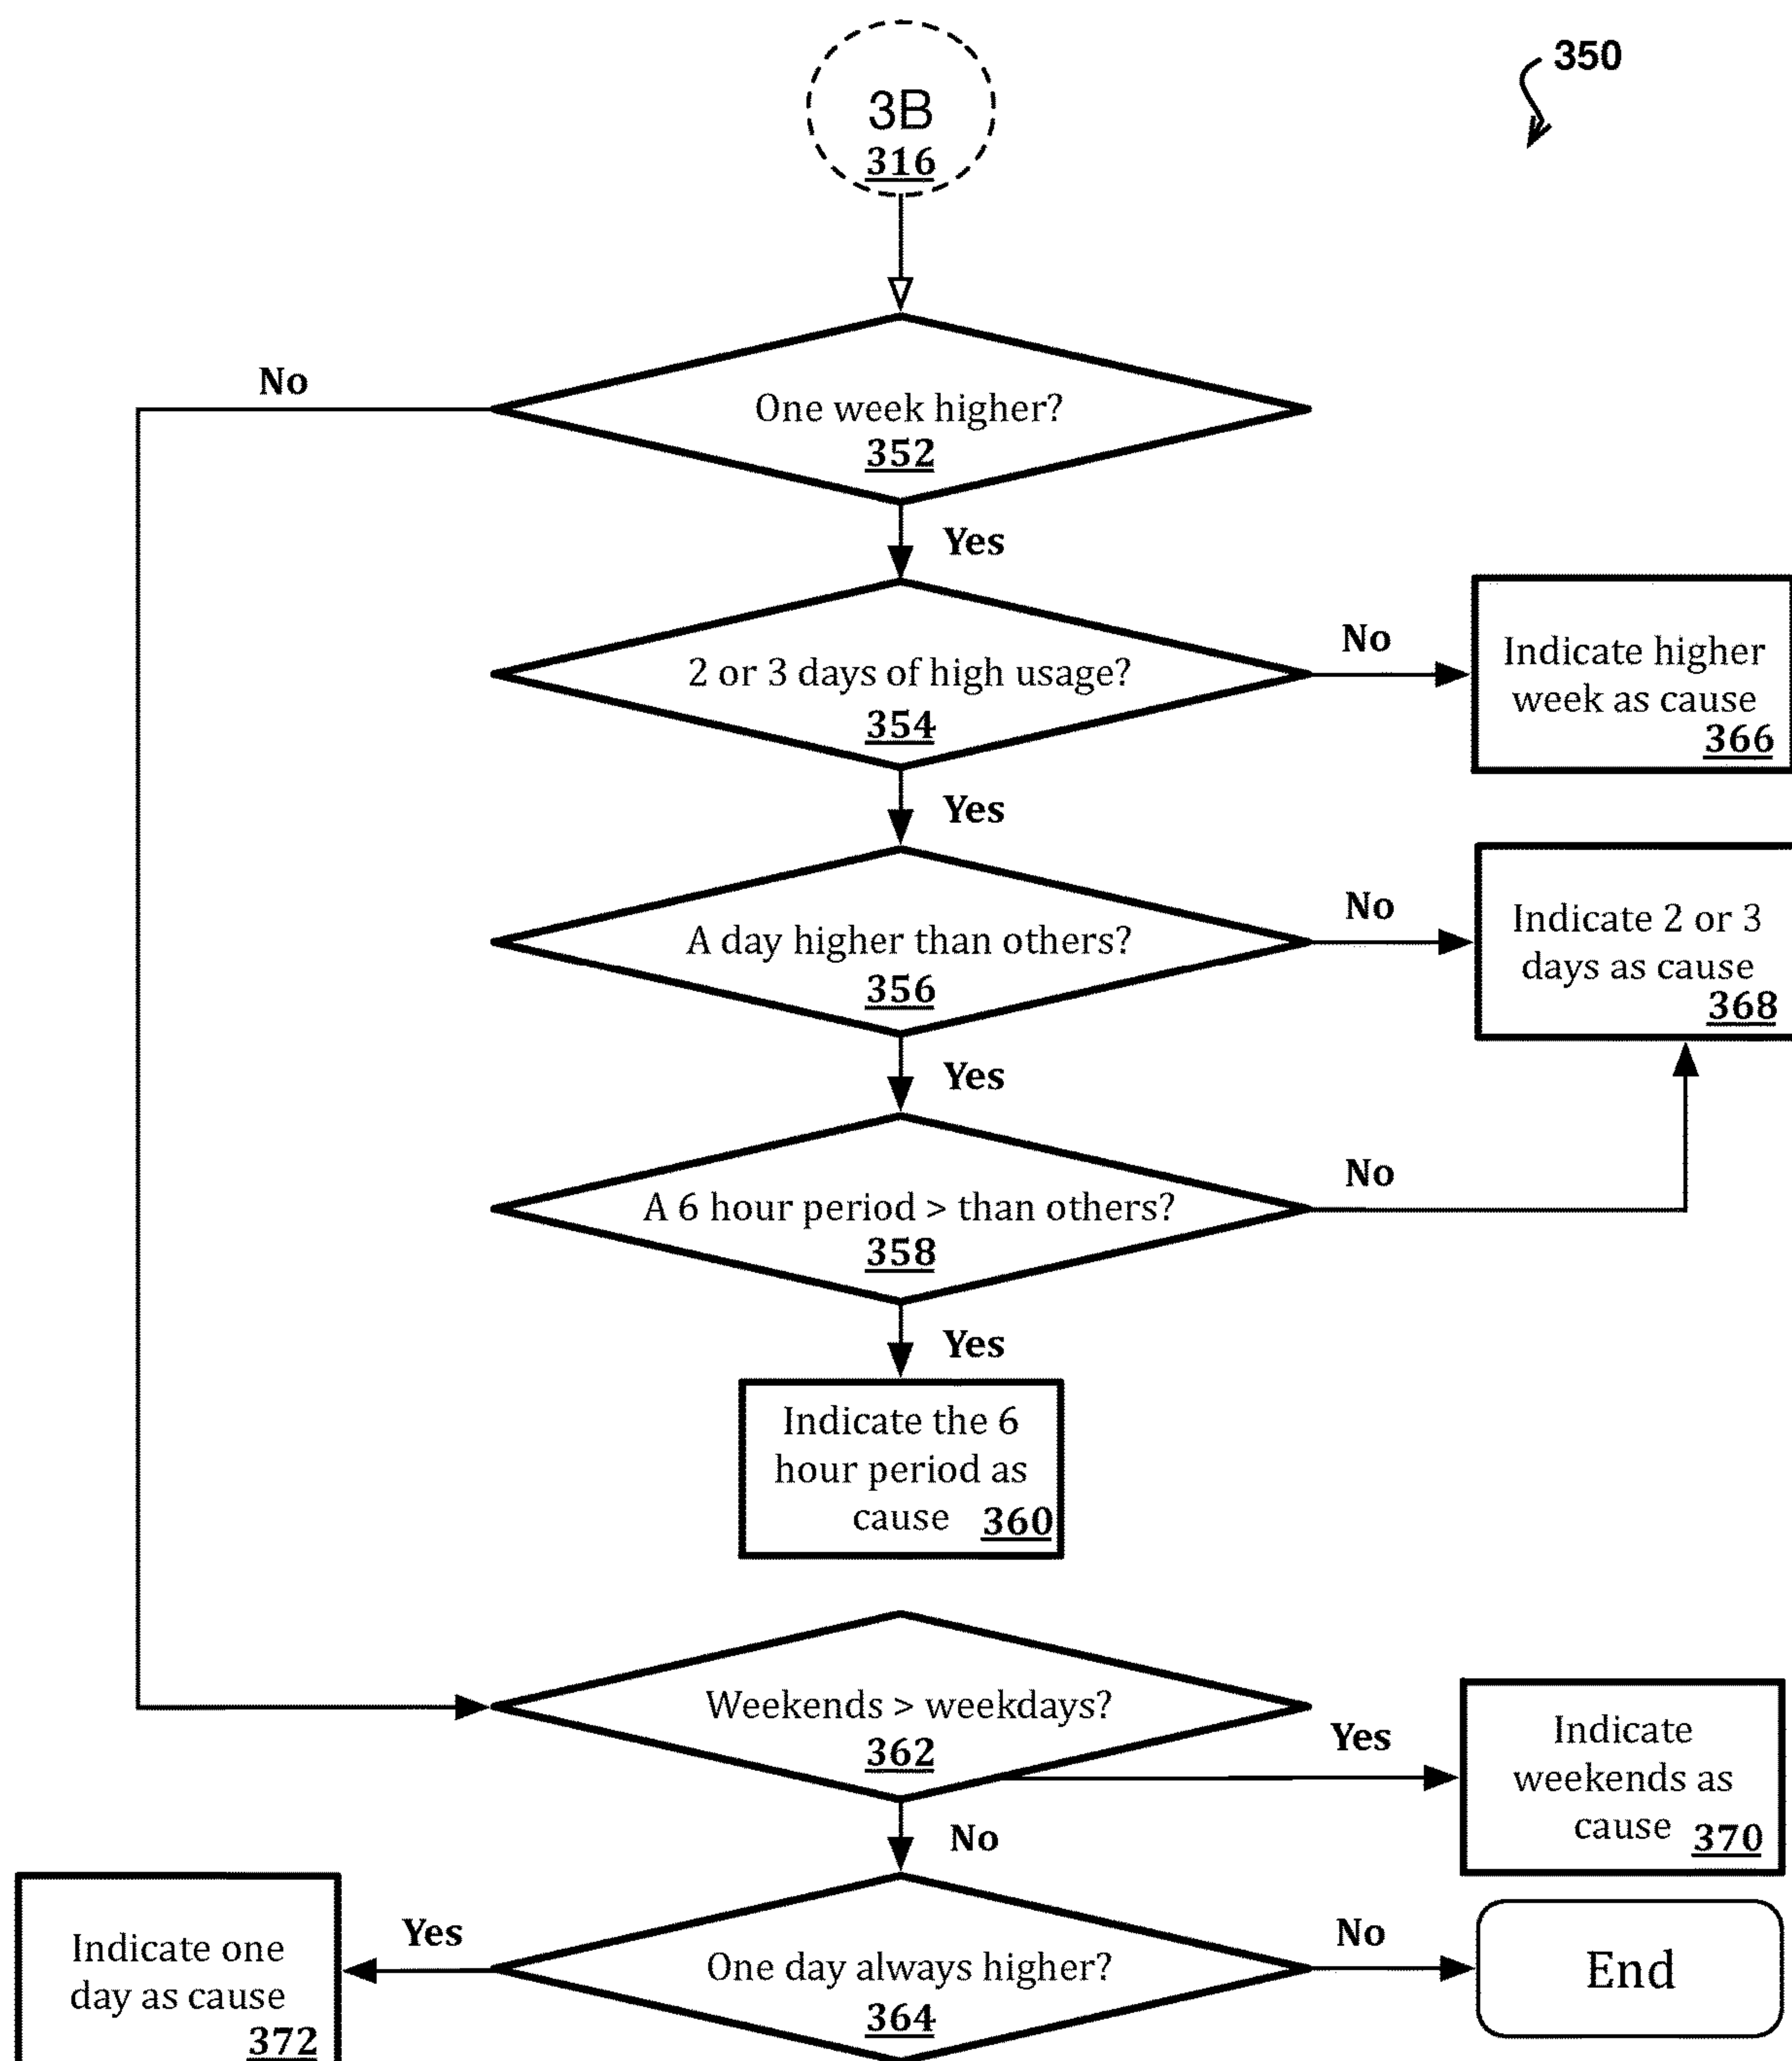 350
3B
316
No
One week higher?
352
Yes
2 or 3 days of high usage?
354
No
Indicate higher
week as cause
366
Yes
A day higher than others?
356
No
Indicate 2 or 3
days as cause
368
Yes
A 6 hour period > than others?
358
No
Yes
Indicate the 6
hour period as
cause 360
Weekends > weekdays?
362
Yes
Indicate
weekends as
cause 370
No
One day always higher?
364
Yes
Indicate one
day as cause
372
No
End